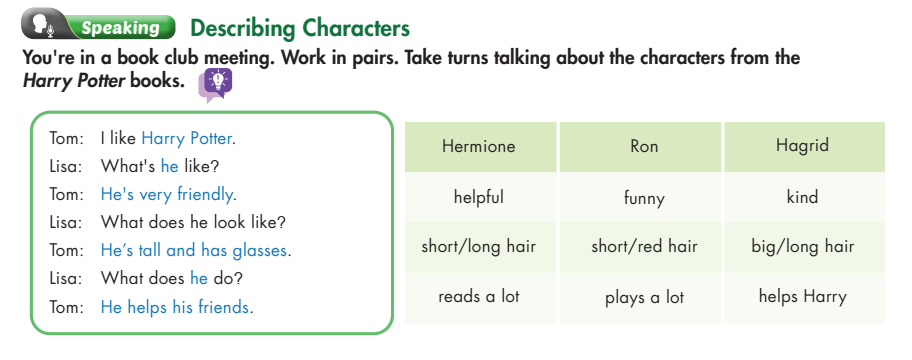 Speaking Describing Characters
You're in a book club meeting. Work in pairs. Take turns talking about the characters from the
Harry Potter books.
Tom: I like Harry Potter.
Lisa: What's he like?
Tom: He's very friendly.
Lisa: What does he look like?
Tom: He's tall and has glasses.
Lisa: What does he do?
Tom: He helps his friends.
Hermione Ron Hagrid
helpful funny kind
short/long hair short/red hair big/long hair
reads a lot plays a lot helps Harry